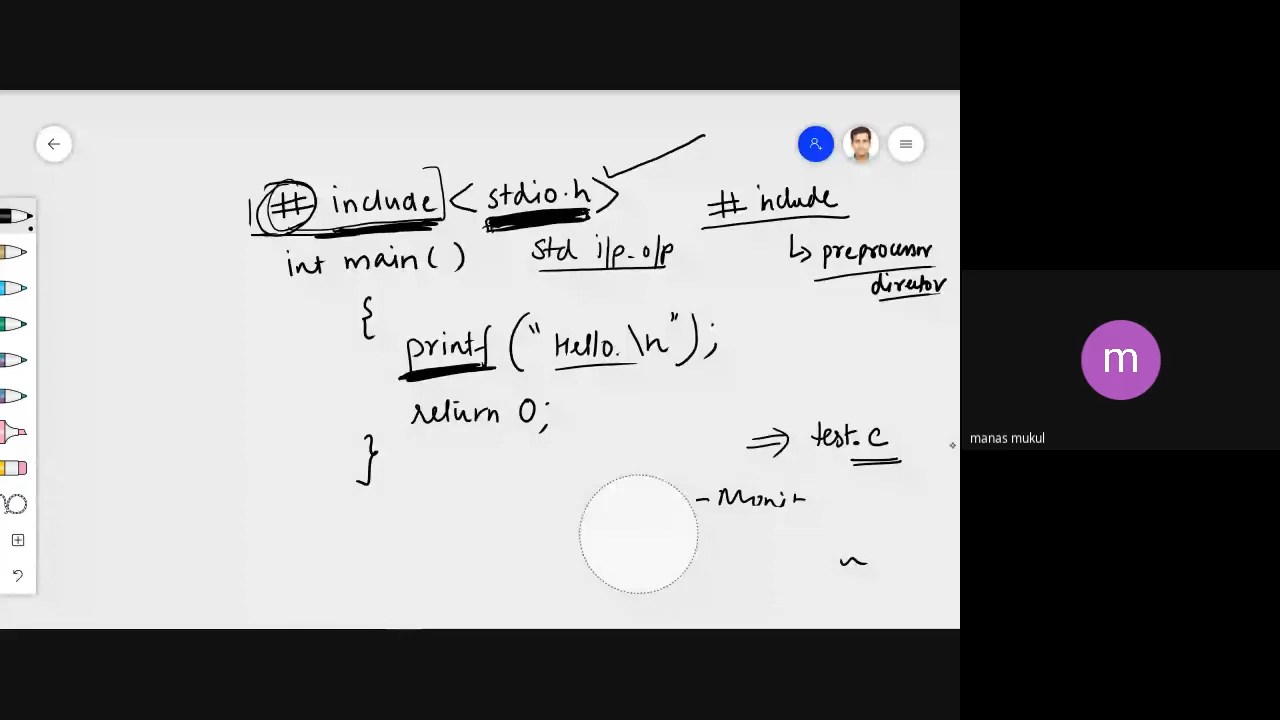 # include <stdio.h>
# include
int main( )
std i/p - o/p
↳ preprocessor
director
{
printf ("Hello. \n");
return 0;
}
⇒ test.c
m
manas mukul